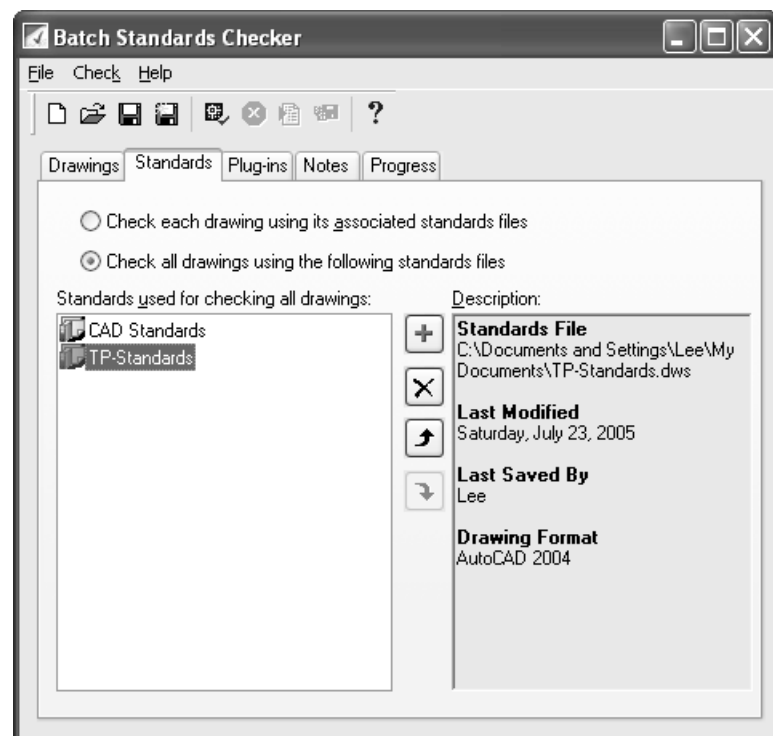 Batch Standards Checker
File Check Help
?
Drawings Standards Plug-ins Notes Progress
Check each drawing using its associated standards files
Check all drawings using the following standards files
Standards used for checking all drawings:
CAD Standards
TP-Standards
Description:
Standards File
C:\Documents and Settings\Lee\My
Documents\TP-Standards.dws
Last Modified
Saturday, July 23, 2005
Last Saved By
Lee
Drawing Format
AutoCAD 2004